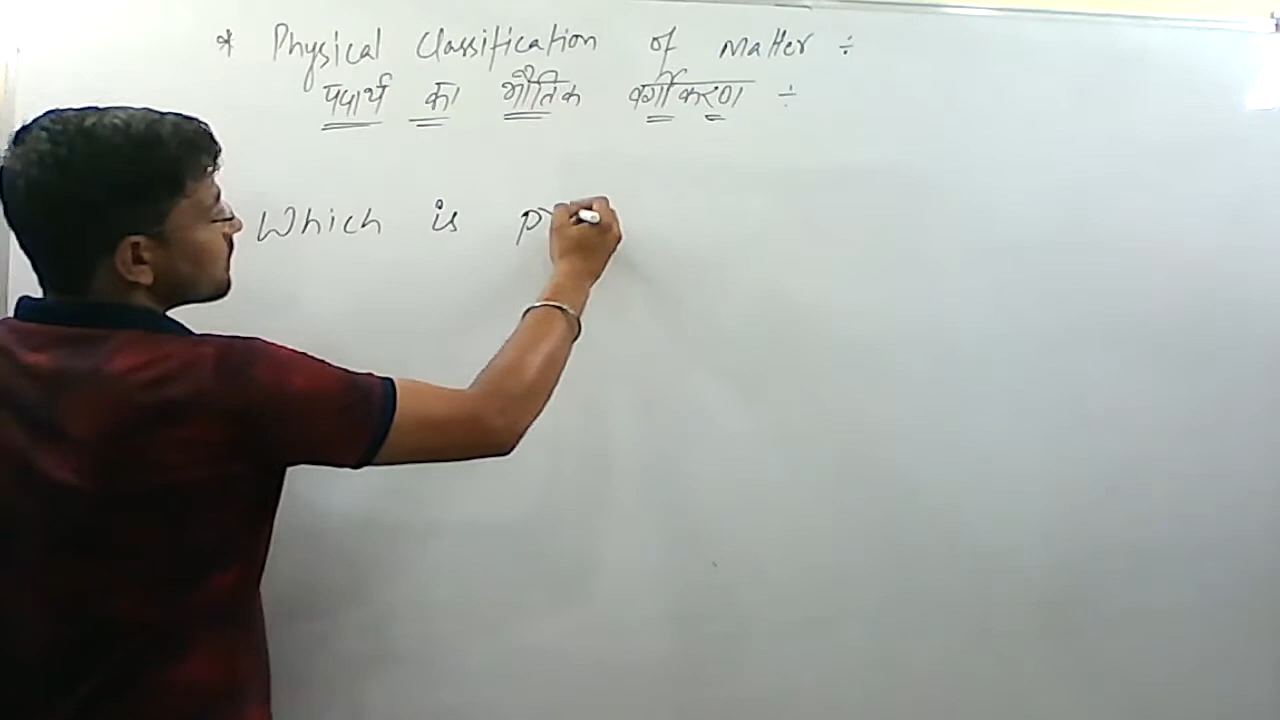 * Physical Classification of Matter ÷
पदार्थ का भौतिक वर्गीकरण ÷
Which is